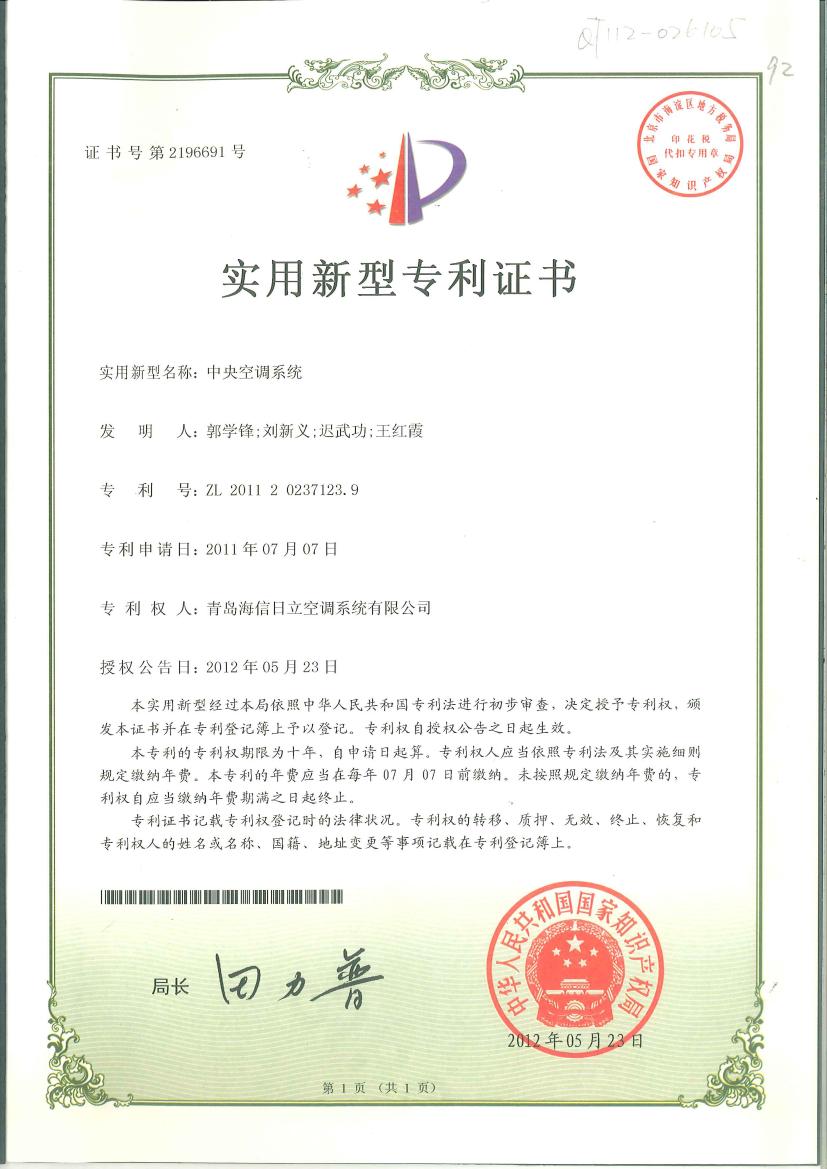 QT112-026105
92
证书号第2196691号
北京市海淀区地方税务局
印花税
代扣专用章
国家知识产权局
实用新型专利证书
实用新型名称：中央空调系统
发 明 人：郭学锋;刘新义;迟武功;王红霞
专 利 号：ZL 2011 2 0237123.9
专利申请日：2011年07月07日
专 利 权 人：青岛海信日立空调系统有限公司
授权公告日：2012年05月23日
本实用新型经过本局依照中华人民共和国专利法进行初步审查，决定授予专利权，颁
发本证书并在专利登记簿上予以登记。专利权自授权公告之日起生效。
本专利的专利权期限为十年，自申请日起算。专利权人应当依照专利法及其实施细则
规定缴纳年费。本专利的年费应当在每年07月07日前缴纳。未按照规定缴纳年费的，专
利权自应当缴纳年费期满之日起终止。
专利证书记载专利权登记时的法律状况。专利权的转移、质押、无效、终止、恢复和
专利权人的姓名或名称、国籍、地址变更等事项记载在专利登记簿上。
局长 田力普
中华人民共和国国家知识产权局
2012年05月23日
第1页（共1页）